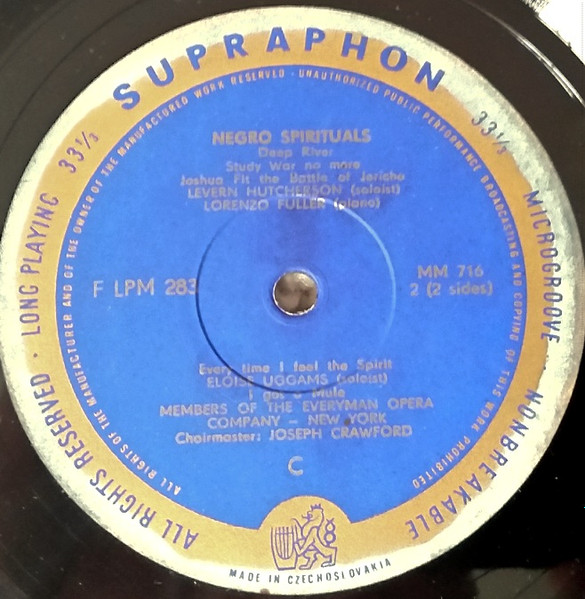 SUPRAPHON
33⅓
33⅓
LONG PLAYING
MICROGROOVE
ALL RIGHTS RESERVED ·
NONBREAKABLE
ALL RIGHTS OF THE MANUFACTURER AND OF THE OWNER OF THE MANUFACTURED WORK RESERVED - UNAUTHORIZED PUBLIC PERFORMANCE BROADCASTING AND COPYING OF THIS WORK PROHIBITED
NEGRO SPIRITUALS
Deep River
Study War no more
Joshua Fit the Battle of Jericho
LEVERN HUTCHERSON (soloist)
LORENZO FULLER (piano)
F LPM 283
MM 716
2 (2 sides)
Every time I feel the Spirit
ELOISE UGGAMS (soloist)
I got a Mule
MEMBERS OF THE EVERYMAN OPERA
COMPANY – NEW YORK
Choirmaster: JOSEPH CRAWFORD
C
MADE IN CZECHOSLOVAKIA